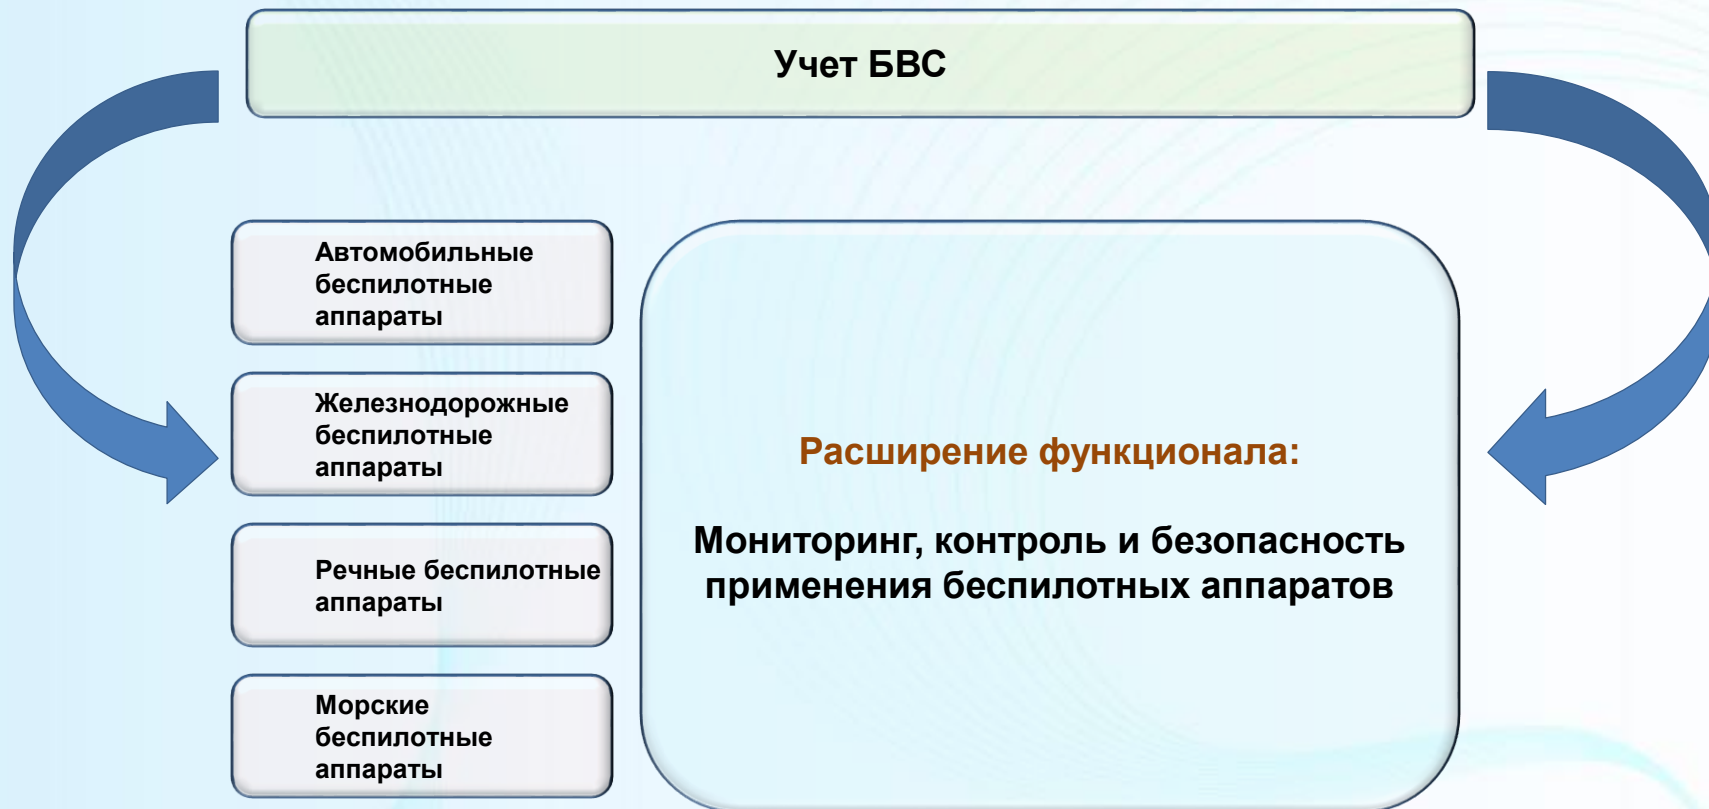 Учет БВС
Автомобильные
беспилотные
аппараты
Железнодорожные
беспилотные
аппараты
Речные беспилотные
аппараты
Морские
беспилотные
аппараты
Расширение функционала:
Мониторинг, контроль и безопасность
применения беспилотных аппаратов